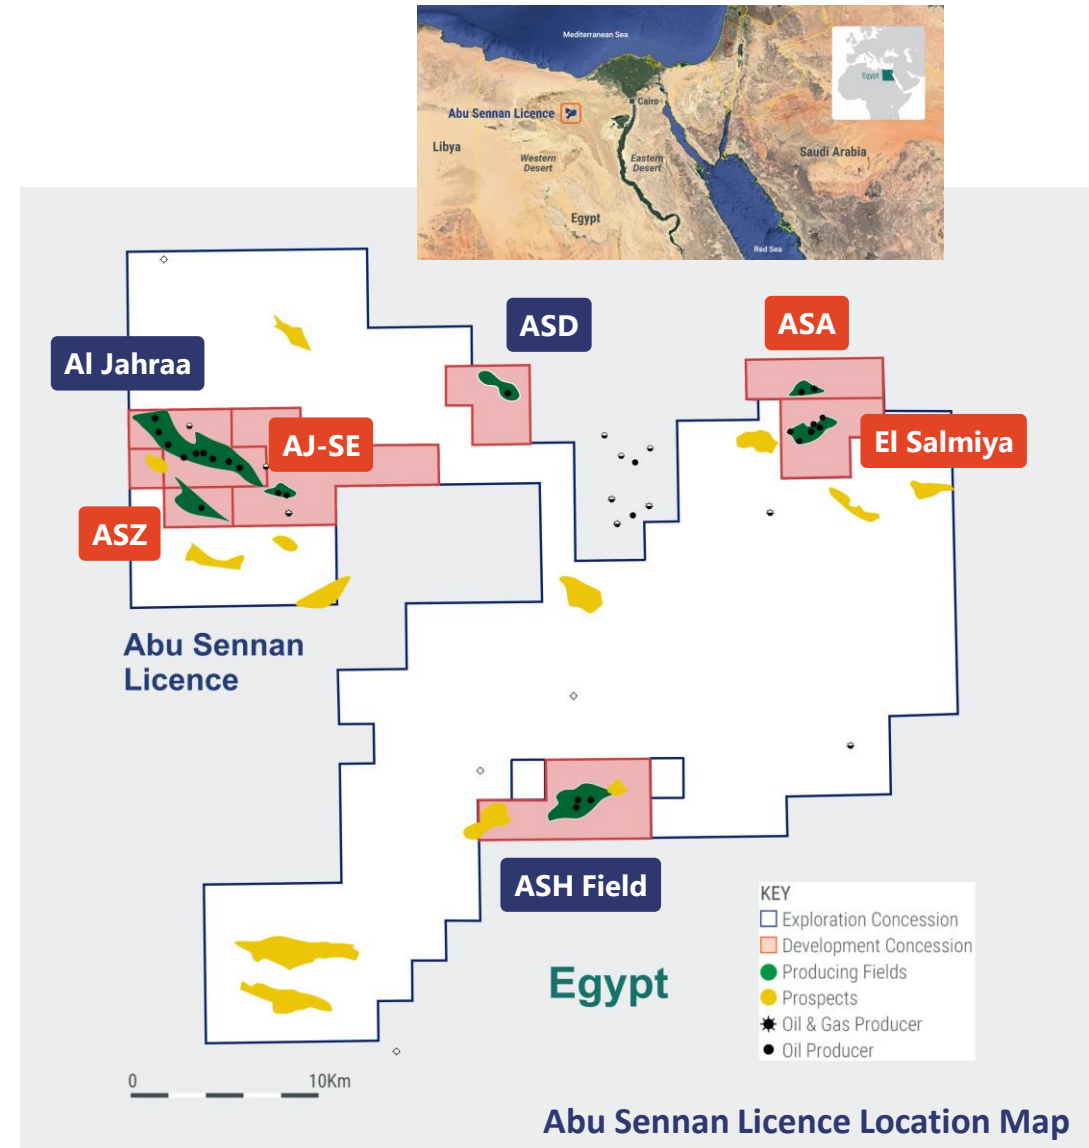 Mediterranean Sea
Egypt
Cairo
Abu Sennan Licence
Libya
Western
Desert
Eastern
Desert
Saudi Arabia
Egypt
Red Sea
ASD
ASA
Al Jahraa
AJ-SE
El Salmiya
ASZ
Abu Sennan
Licence
ASH Field
Egypt
KEY
Exploration Concession
Development Concession
Producing Fields
Prospects
Oil & Gas Producer
Oil Producer
0 10Km
Abu Sennan Licence Location Map